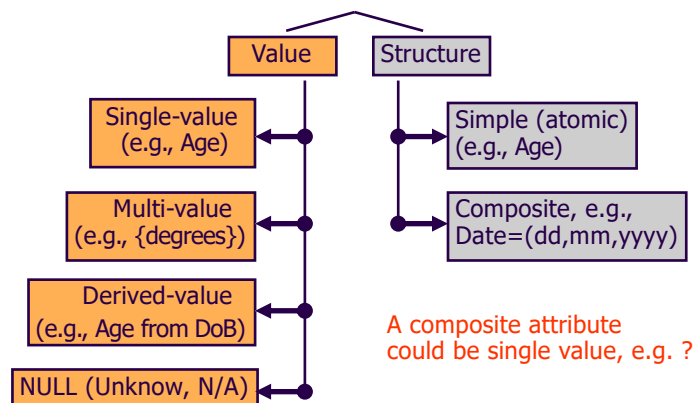 Value
Structure
Single-value
(e.g., Age)
Multi-value
(e.g., {degrees})
Derived-value
(e.g., Age from DoB)
NULL (Unknow, N/A)
Simple (atomic)
(e.g., Age)
Composite, e.g.,
Date=(dd,mm,yyyy)
A composite attribute
could be single value, e.g. ?